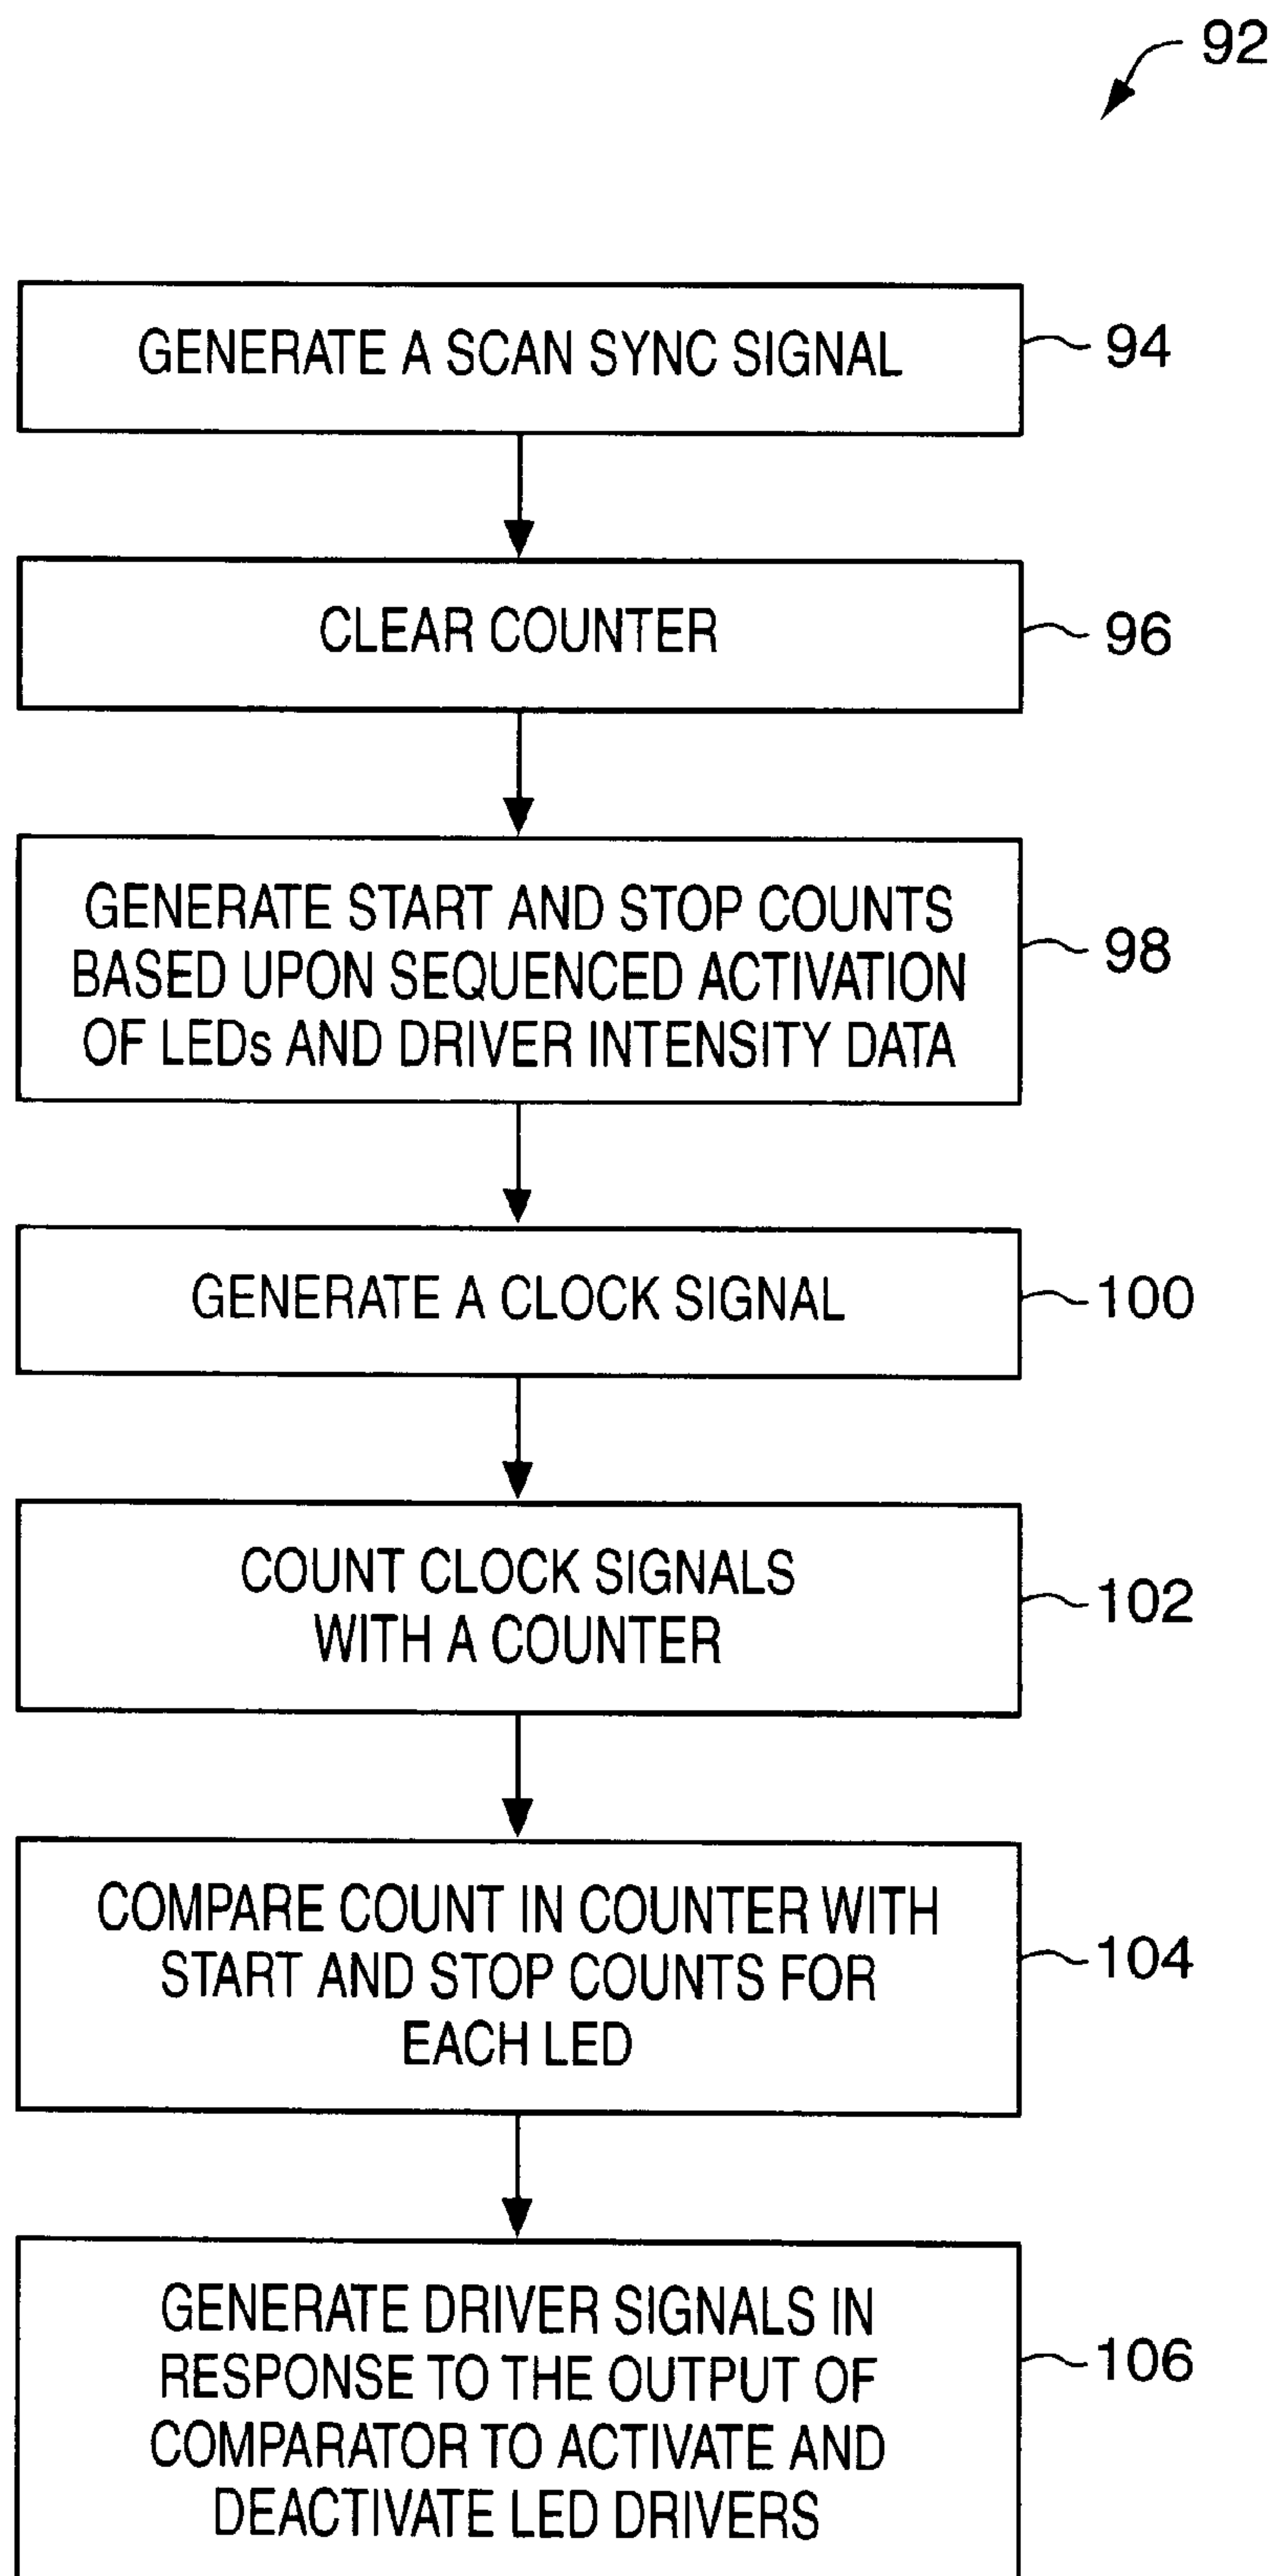 92
GENERATE A SCAN SYNC SIGNAL
94
CLEAR COUNTER
96
GENERATE START AND STOP COUNTS
BASED UPON SEQUENCED ACTIVATION
OF LEDs AND DRIVER INTENSITY DATA
98
GENERATE A CLOCK SIGNAL
100
COUNT CLOCK SIGNALS
WITH A COUNTER
102
COMPARE COUNT IN COUNTER WITH
START AND STOP COUNTS FOR
EACH LED
104
GENERATE DRIVER SIGNALS IN
RESPONSE TO THE OUTPUT OF
COMPARATOR TO ACTIVATE AND
DEACTIVATE LED DRIVERS
106